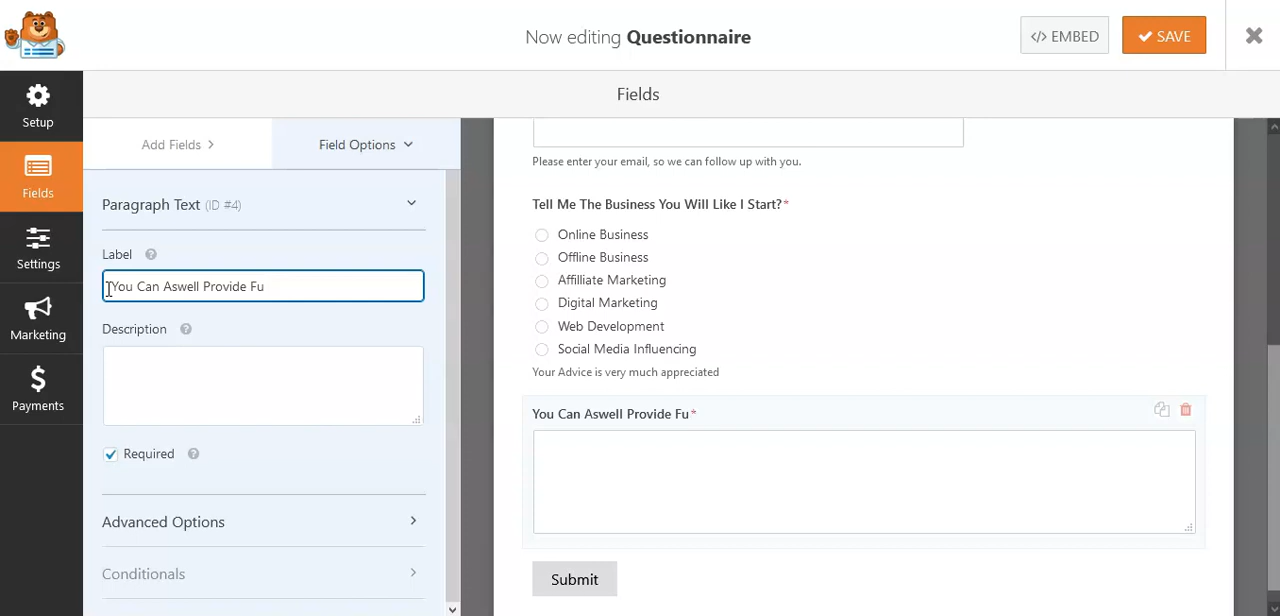 Now editing Questionnaire
</> EMBED
SAVE
Setup
Fields
Settings
Marketing
Payments
Fields
Add Fields
Field Options
Paragraph Text (ID #4)
Label
You Can Aswell Provide Fu
Description
Required
Advanced Options
Conditionals
Please enter your email, so we can follow up with you.
Tell Me The Business You Will Like I Start?*
Online Business
Offline Business
Affilliate Marketing
Digital Marketing
Web Development
Social Media Influencing
Your Advice is very much appreciated
You Can Aswell Provide Fu*
Submit